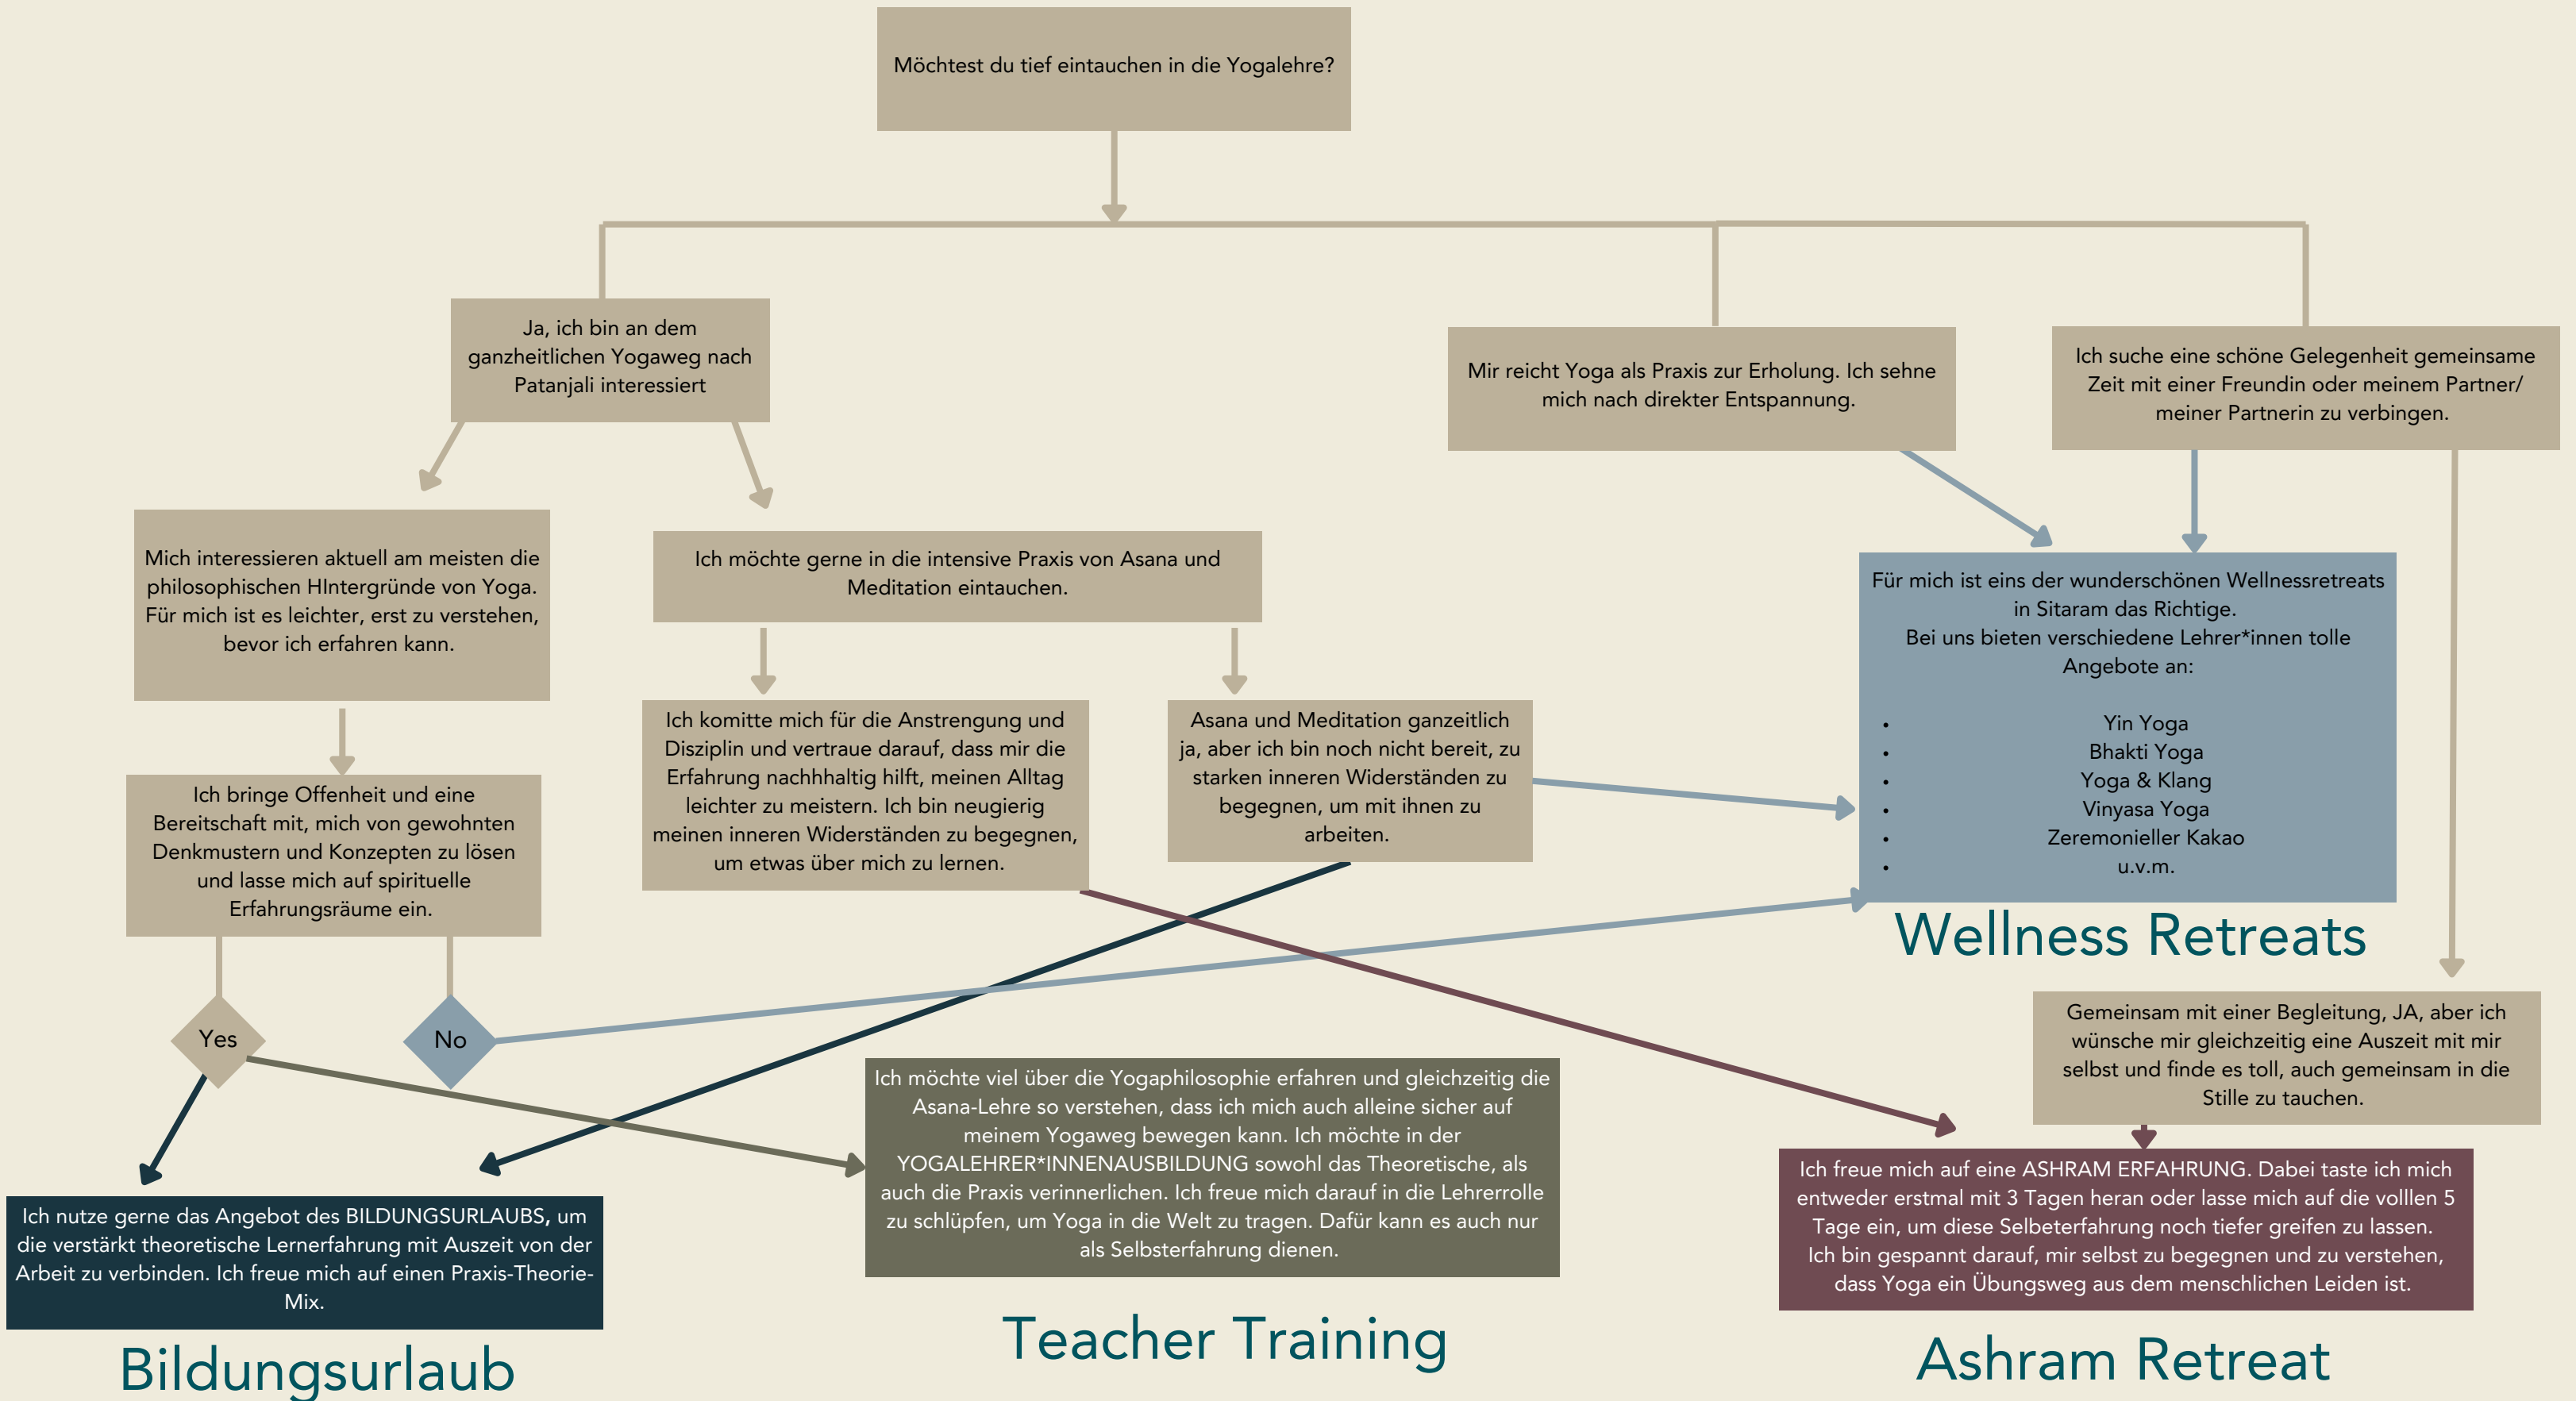 Möchtest du tief eintauchen in die Yogalehre?
Ja, ich bin an dem
ganzheitlichen Yogaweg nach
Patanjali interessiert
Mir reicht Yoga als Praxis zur Erholung. Ich sehne
mich nach direkter Entspannung.
Ich suche eine schöne Gelegenheit gemeinsame
Zeit mit einer Freundin oder meinem Partner/
meiner Partnerin zu verbingen.
Mich interessieren aktuell am meisten die
philosophischen HIntergründe von Yoga.
Für mich ist es leichter, erst zu verstehen,
bevor ich erfahren kann.
Ich möchte gerne in die intensive Praxis von Asana und
Meditation eintauchen.
Für mich ist eins der wunderschönen Wellnessretreats
in Sitaram das Richtige.
Bei uns bieten verschiedene Lehrer*innen tolle
Angebote an:
• Yin Yoga
• Bhakti Yoga
• Yoga & Klang
• Vinyasa Yoga
• Zeremonieller Kakao
• u.v.m.
Wellness Retreats
Ich komitte mich für die Anstrengung und
Disziplin und vertraue darauf, dass mir die
Erfahrung nachhhaltig hilft, meinen Alltag
leichter zu meistern. Ich bin neugierig
meinen inneren Widerständen zu begegnen,
um etwas über mich zu lernen.
Asana und Meditation ganzeitlich
ja, aber ich bin noch nicht bereit, zu
starken inneren Widerständen zu
begegnen, um mit ihnen zu
arbeiten.
Ich bringe Offenheit und eine
Bereitschaft mit, mich von gewohnten
Denkmustern und Konzepten zu lösen
und lasse mich auf spirituelle
Erfahrungsräume ein.
Yes
No
Gemeinsam mit einer Begleitung, JA, aber ich
wünsche mir gleichzeitig eine Auszeit mit mir
selbst und finde es toll, auch gemeinsam in die
Stille zu tauchen.
Ich nutze gerne das Angebot des BILDUNGSURLAUBS, um
die verstärkt theoretische Lernerfahrung mit Auszeit von der
Arbeit zu verbinden. Ich freue mich auf einen Praxis-Theorie-
Mix.
Bildungsurlaub
Ich möchte viel über die Yogaphilosophie erfahren und gleichzeitig die
Asana-Lehre so verstehen, dass ich mich auch alleine sicher auf
meinem Yogaweg bewegen kann. Ich möchte in der
YOGALEHRER*INNENAUSBILDUNG sowohl das Theoretische, als
auch die Praxis verinnerlichen. Ich freue mich darauf in die Lehrerrolle
zu schlüpfen, um Yoga in die Welt zu tragen. Dafür kann es auch nur
als Selbsterfahrung dienen.
Teacher Training
Ich freue mich auf eine ASHRAM ERFAHRUNG. Dabei taste ich mich
entweder erstmal mit 3 Tagen heran oder lasse mich auf die volllen 5
Tage ein, um diese Selbeterfahrung noch tiefer greifen zu lassen.
Ich bin gespannt darauf, mir selbst zu begegnen und zu verstehen,
dass Yoga ein Übungsweg aus dem menschlichen Leiden ist.
Ashram Retreat